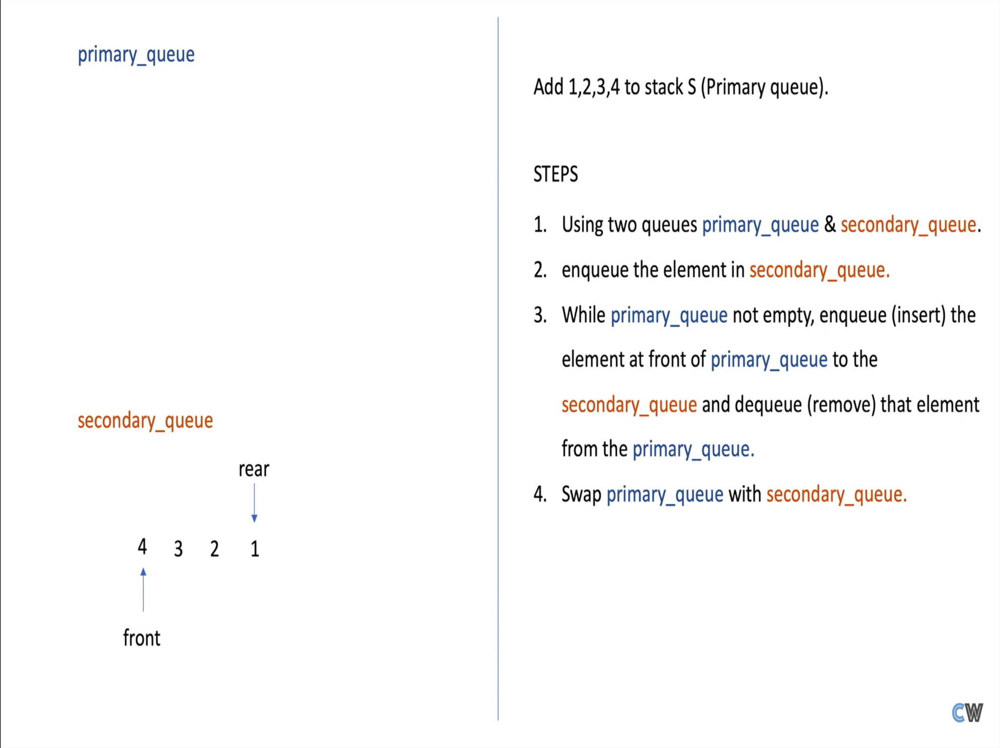 primary_queue
secondary_queue
rear
4 3 2 1
front
Add 1,2,3,4 to stack S (Primary queue).
STEPS
1. Using two queues primary_queue & secondary_queue.
2. enqueue the element in secondary_queue.
3. While primary_queue not empty, enqueue (insert) the
element at front of primary_queue to the
secondary_queue and dequeue (remove) that element
from the primary_queue.
4. Swap primary_queue with secondary_queue.
CW